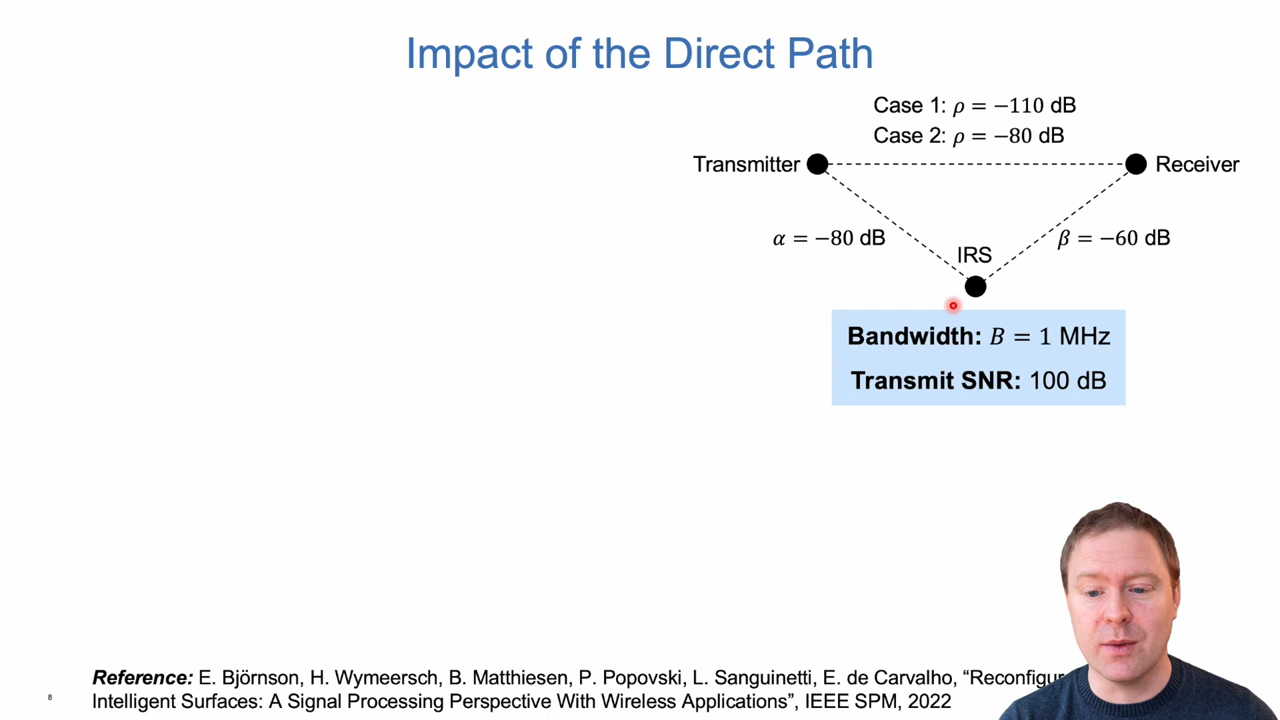 Impact of the Direct Path
Case 1: ρ = −110 dB
Case 2: ρ = −80 dB
Transmitter
Receiver
α = −80 dB
β = −60 dB
IRS
Bandwidth: B = 1 MHz
Transmit SNR: 100 dB
Reference: E. Björnson, H. Wymeersch, B. Matthiesen, P. Popovski, L. Sanguinetti, E. de Carvalho, “Reconfigur
Intelligent Surfaces: A Signal Processing Perspective With Wireless Applications”, IEEE SPM, 2022
8